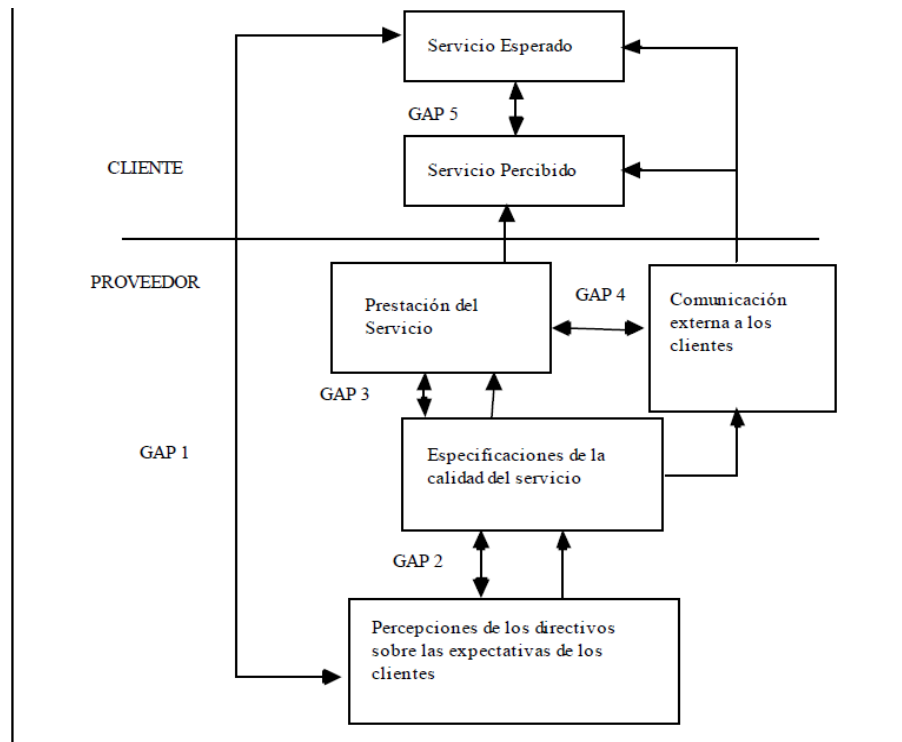 Servicio Esperado
GAP 5
CLIENTE
Servicio Percibido
PROVEEDOR
Prestación del
Servicio
GAP 4
Comunicación
externa a los
clientes
GAP 3
GAP 1
Especificaciones de la
calidad del servicio
GAP 2
Percepciones de los directivos
sobre las expectativas de los
clientes